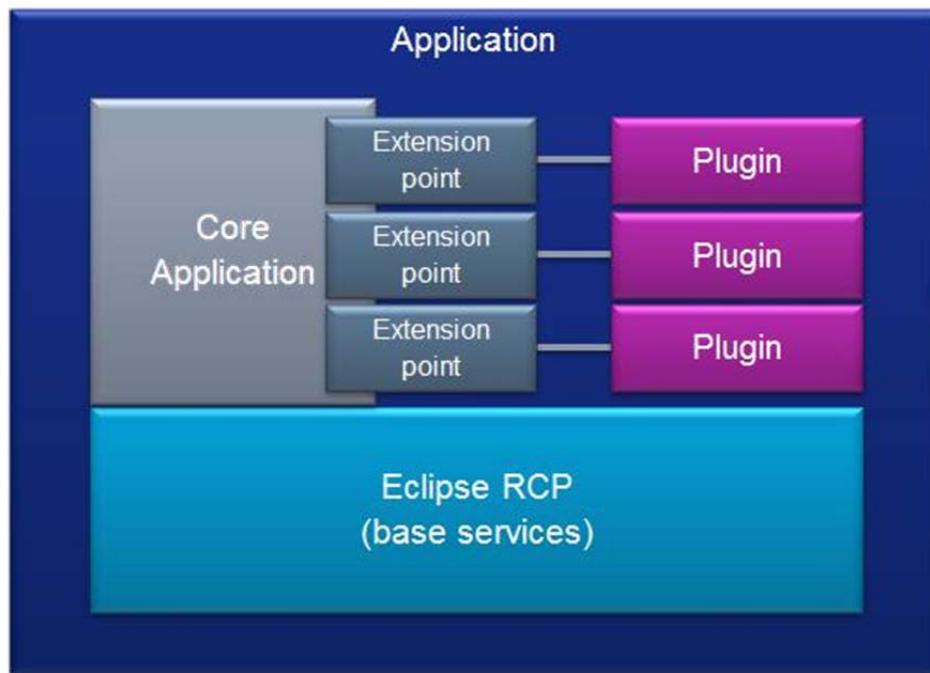 Application
Core
Application
Extension
point
Plugin
Extension
point
Plugin
Extension
point
Plugin
Eclipse RCP
(base services)